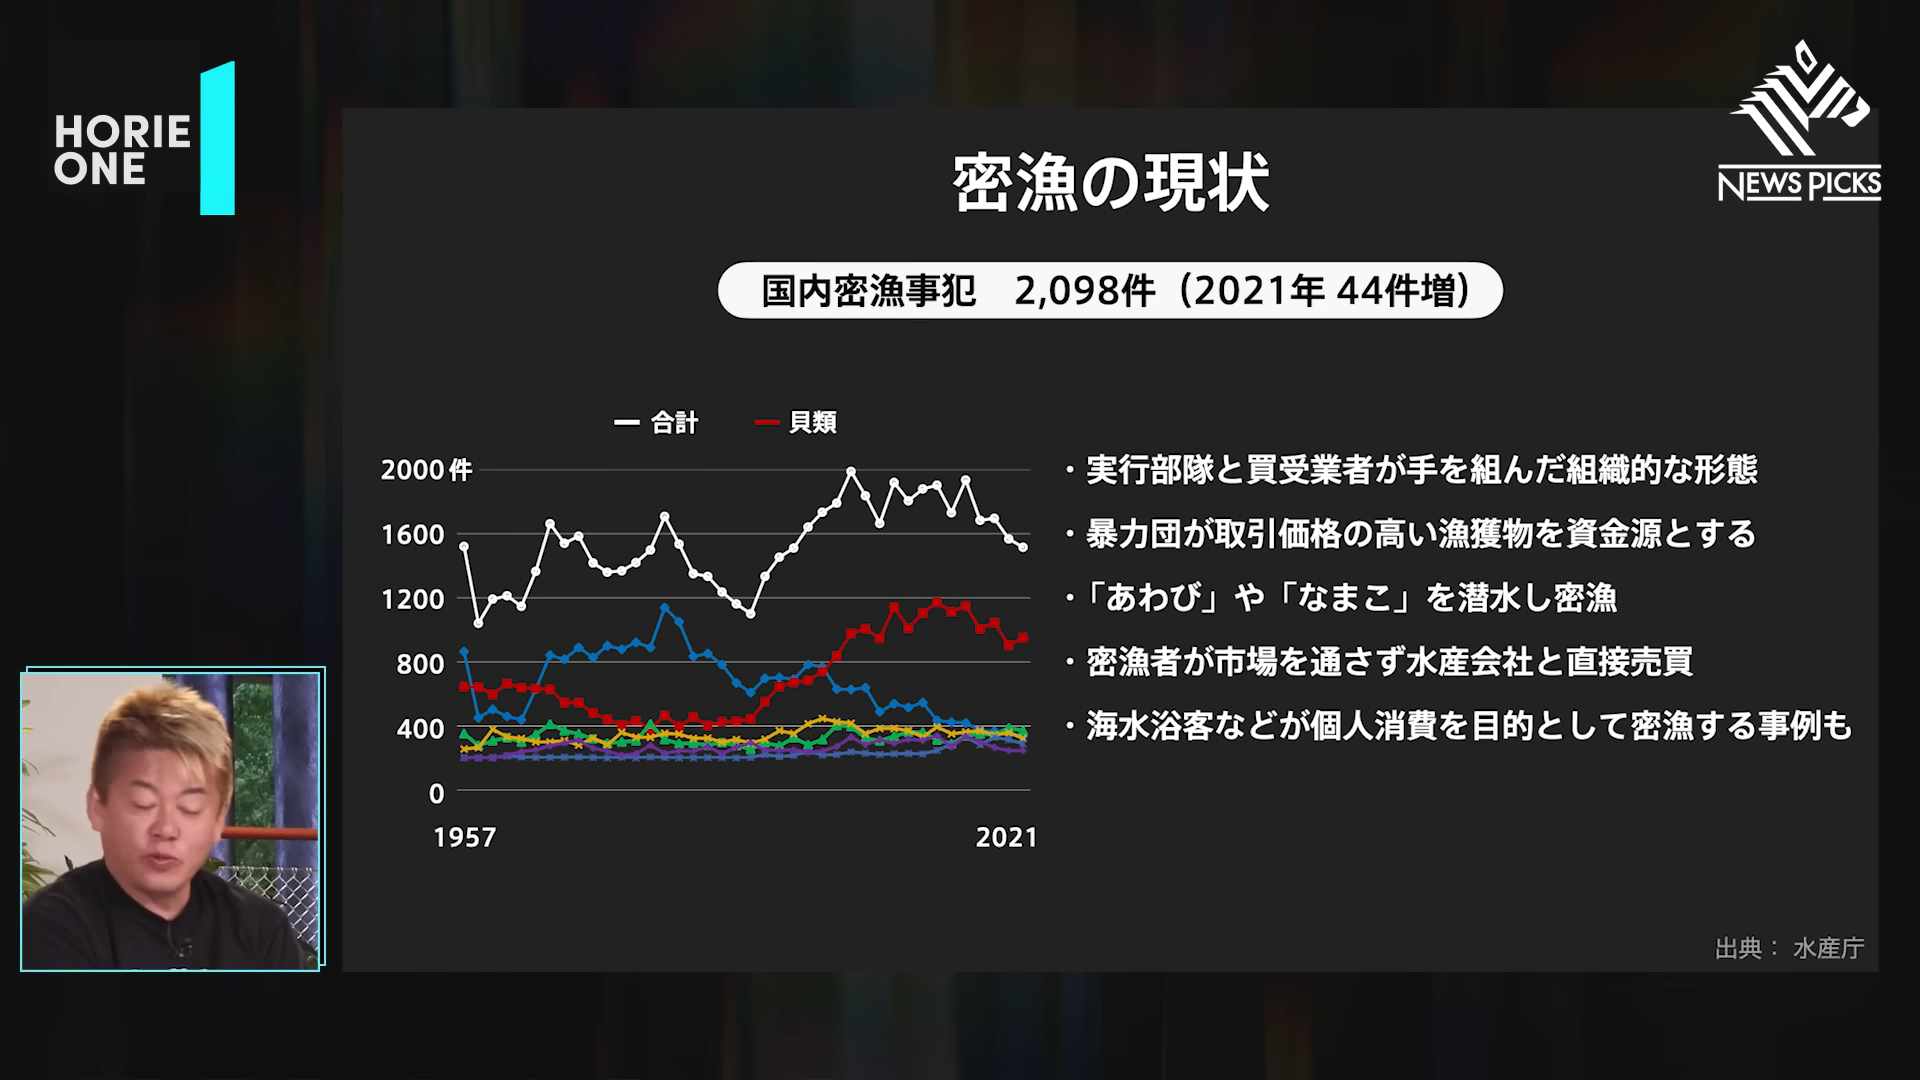 HORIE
ONE
1
NEWSPICKS
密漁の現状
国内密漁事犯　2,098件（2021年 44件増）
合計　貝類
2000件
1600
1200
800
400
0
1957　2021
・実行部隊と買受業者が手を組んだ組織的な形態
・暴力団が取引価格の高い漁獲物を資金源とする
・「あわび」や「なまこ」を潜水し密漁
・密漁者が市場を通さず水産会社と直接売買
・海水浴客などが個人消費を目的として密漁する事例も
出典： 水産庁